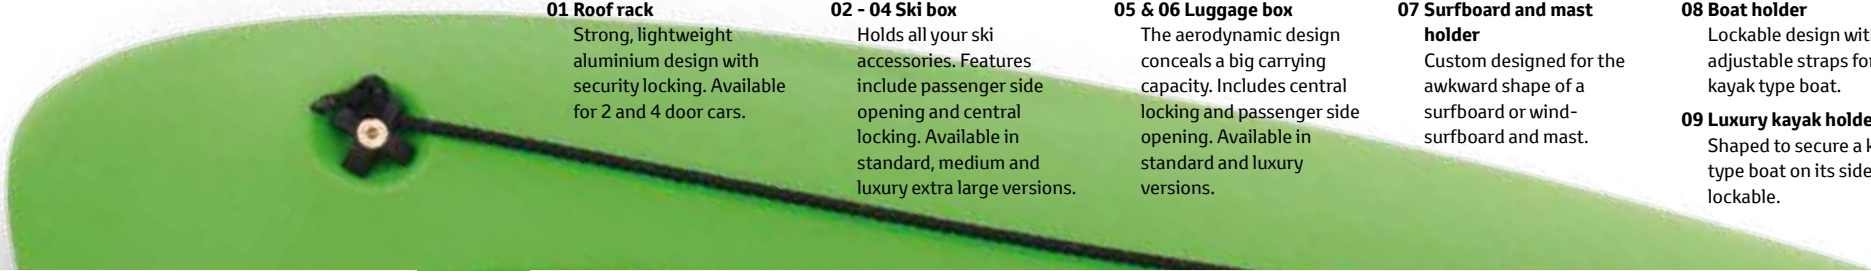 01 Roof rack
Strong, lightweight
aluminium design with
security locking. Available
for 2 and 4 door cars.
02 - 04 Ski box
Holds all your ski
accessories. Features
include passenger side
opening and central
locking. Available in
standard, medium and
luxury extra large versions.
05 & 06 Luggage box
The aerodynamic design
conceals a big carrying
capacity. Includes central
locking and passenger side
opening. Available in
standard and luxury
versions.
07 Surfboard and mast
holder
Custom designed for the
awkward shape of a
surfboard or wind-
surfboard and mast.
08 Boat holder
Lockable design
adjustable straps
kayak type boat.
09 Luxury kayak
Shaped to secure a
type boat on its side
lockable.